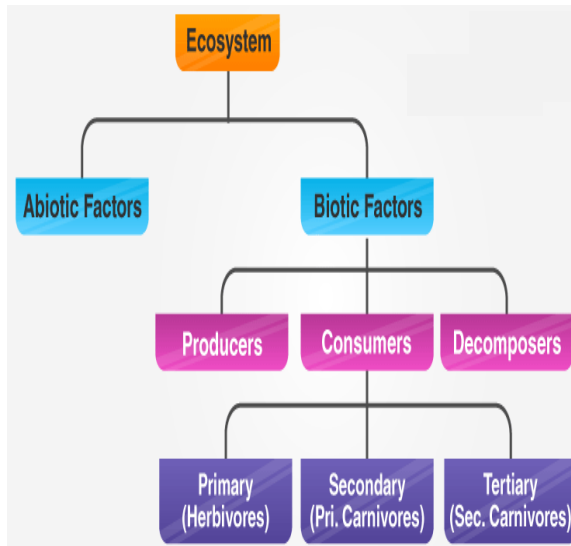 Ecosystem
Abiotic Factors
Biotic Factors
Producers
Consumers
Decomposers
Primary
(Herbivores)
Secondary
(Pri. Carnivores)
Tertiary
(Sec. Carnivores)